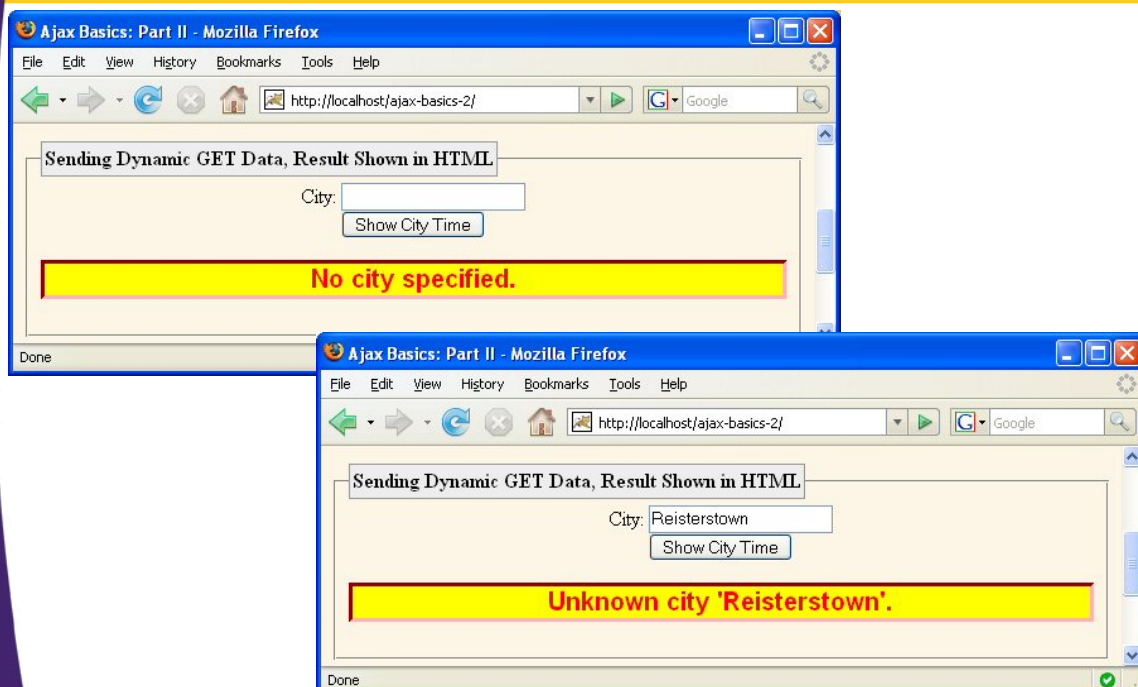 Ajax Basics: Part II - Mozilla Firefox
File Edit View History Bookmarks Tools Help
http://localhost/ajax-basics-2/ G Google
Sending Dynamic GET Data, Result Shown in HTML
City:
Show City Time
No city specified.
Done
Ajax Basics: Part II - Mozilla Firefox
File Edit View History Bookmarks Tools Help
http://localhost/ajax-basics-2/ G Google
Sending Dynamic GET Data, Result Shown in HTML
City: Reisterstown
Show City Time
Unknown city 'Reisterstown'.
Done